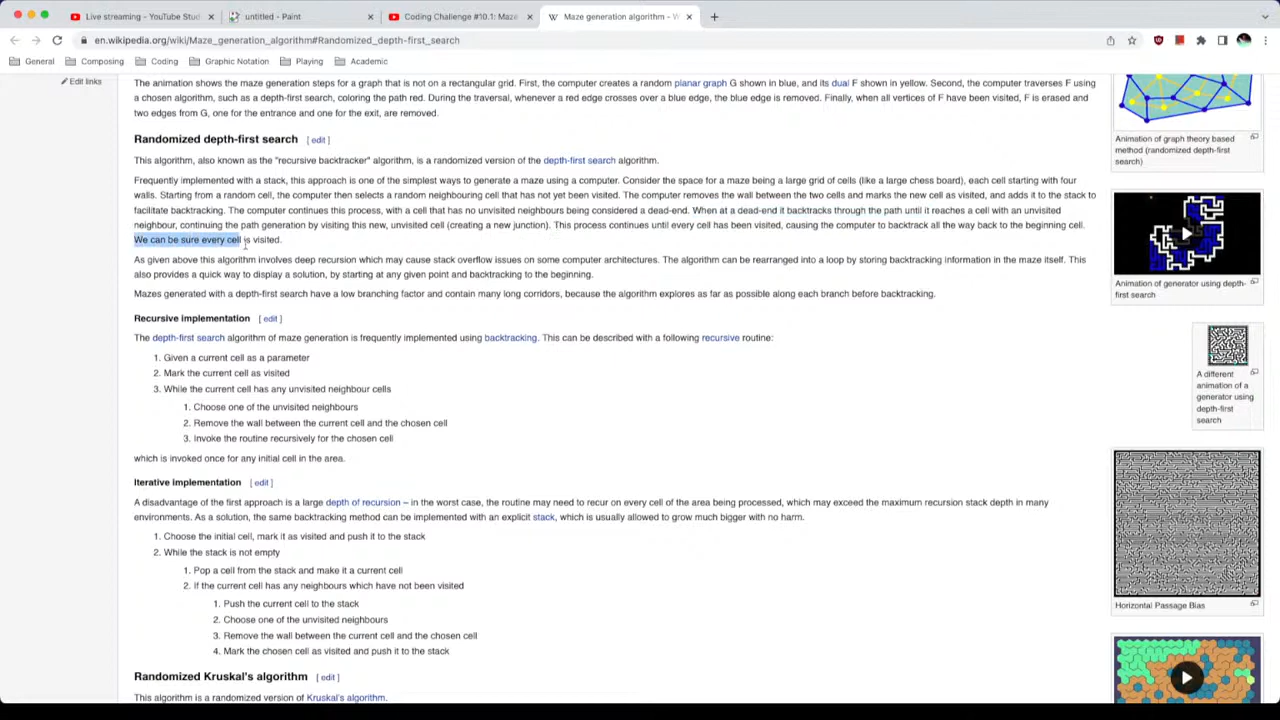 Live streaming - YouTube Stud
untitled - Paint
Coding Challenge #10.1: Maze
Maze generation algorithm - W
en.wikipedia.org/wiki/Maze_generation_algorithm#Randomized_depth-first_search
General
Composing
Coding
Graphic Notation
Playing
Academic
Edit links
The animation shows the maze generation steps for a graph that is not on a rectangular grid. First, the computer creates a random planar graph G shown in blue, and its dual F shown in yellow. Second, the computer traverses F using
a chosen algorithm, such as a depth-first search, coloring the path red. During the traversal, whenever a red edge crosses over a blue edge, the blue edge is removed. Finally, when all vertices of F have been visited, F is erased and
two edges from G, one for the entrance and one for the exit, are removed.
Randomized depth-first search [ edit ]
This algorithm, also known as the "recursive backtracker" algorithm, is a randomized version of the depth-first search algorithm.
Frequently implemented with a stack, this approach is one of the simplest ways to generate a maze using a computer. Consider the space for a maze being a large grid of cells (like a large chess board), each cell starting with four
walls. Starting from a random cell, the computer then selects a random neighbouring cell that has not yet been visited. The computer removes the wall between the two cells and marks the new cell as visited, and adds it to the stack to
facilitate backtracking. The computer continues this process, with a cell that has no unvisited neighbours being considered a dead-end. When at a dead-end it backtracks through the path until it reaches a cell with an unvisited
neighbour, continuing the path generation by visiting this new, unvisited cell (creating a new junction). This process continues until every cell has been visited, causing the computer to backtrack all the way back to the beginning cell.
We can be sure every cell is visited.
As given above this algorithm involves deep recursion which may cause stack overflow issues on some computer architectures. The algorithm can be rearranged into a loop by storing backtracking information in the maze itself. This
also provides a quick way to display a solution, by starting at any given point and backtracking to the beginning.
Mazes generated with a depth-first search have a low branching factor and contain many long corridors, because the algorithm explores as far as possible along each branch before backtracking.
Recursive implementation [ edit ]
The depth-first search algorithm of maze generation is frequently implemented using backtracking. This can be described with a following recursive routine:
1. Given a current cell as a parameter
2. Mark the current cell as visited
3. While the current cell has any unvisited neighbour cells
1. Choose one of the unvisited neighbours
2. Remove the wall between the current cell and the chosen cell
3. Invoke the routine recursively for the chosen cell
which is invoked once for any initial cell in the area.
Iterative implementation [ edit ]
A disadvantage of the first approach is a large depth of recursion – in the worst case, the routine may need to recur on every cell of the area being processed, which may exceed the maximum recursion stack depth in many
environments. As a solution, the same backtracking method can be implemented with an explicit stack, which is usually allowed to grow much bigger with no harm.
1. Choose the initial cell, mark it as visited and push it to the stack
2. While the stack is not empty
1. Pop a cell from the stack and make it a current cell
2. If the current cell has any neighbours which have not been visited
1. Push the current cell to the stack
2. Choose one of the unvisited neighbours
3. Remove the wall between the current cell and the chosen cell
4. Mark the chosen cell as visited and push it to the stack
Randomized Kruskal's algorithm [ edit ]
This algorithm is a randomized version of Kruskal's algorithm.
Animation of graph theory based
method (randomized depth-first
search)
Animation of generator using depth-
first search
A different
animation of a
generator using
depth-first
search
Horizontal Passage Bias